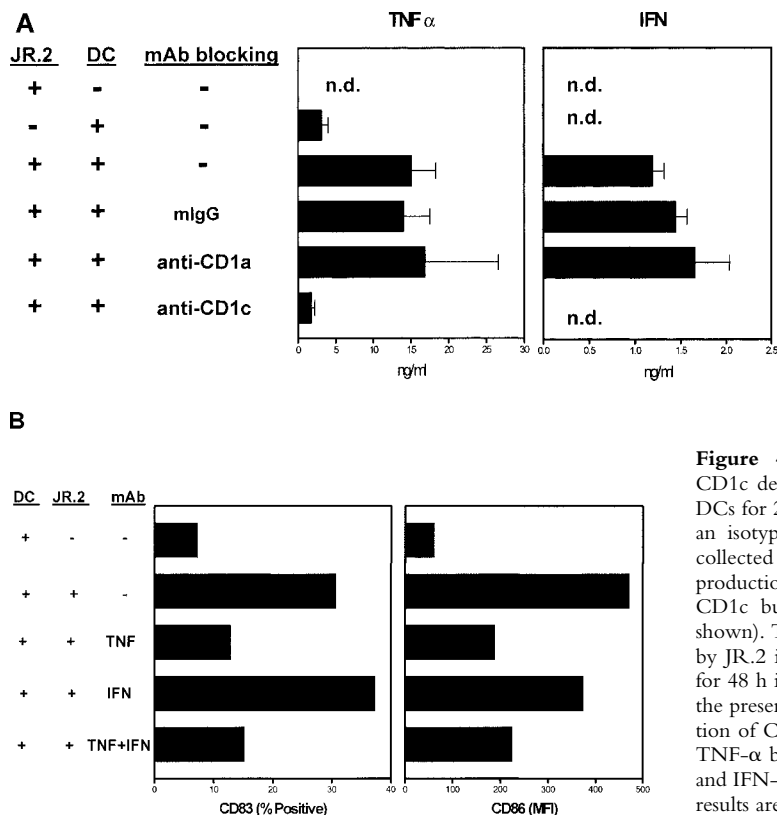 A
TNF α IFN
JR.2 DC mAb blocking
+ - - n.d. n.d.
- + - n.d.
+ + -
+ + mIgG
+ + anti-CD1a
+ + anti-CD1c n.d.
0 5 10 15 20 25 30 0.0 0.5 1.0 1.5 2.0 2.5
ng/ml ng/ml
B
DC JR.2 mAb
+ - -
+ + -
+ + TNF
+ + IFN
+ + TNF+IFN
0 10 20 30 40 0 100 200 300 400 500
CD83 (% Positive) CD86 (MFI)
Figure
CD1c de
DCs for 2
an isotyp
collected
production
CD1c bu
shown). T
by JR.2 i
for 48 h i
the presen
tion of C
TNF-α b
and IFN-
results are